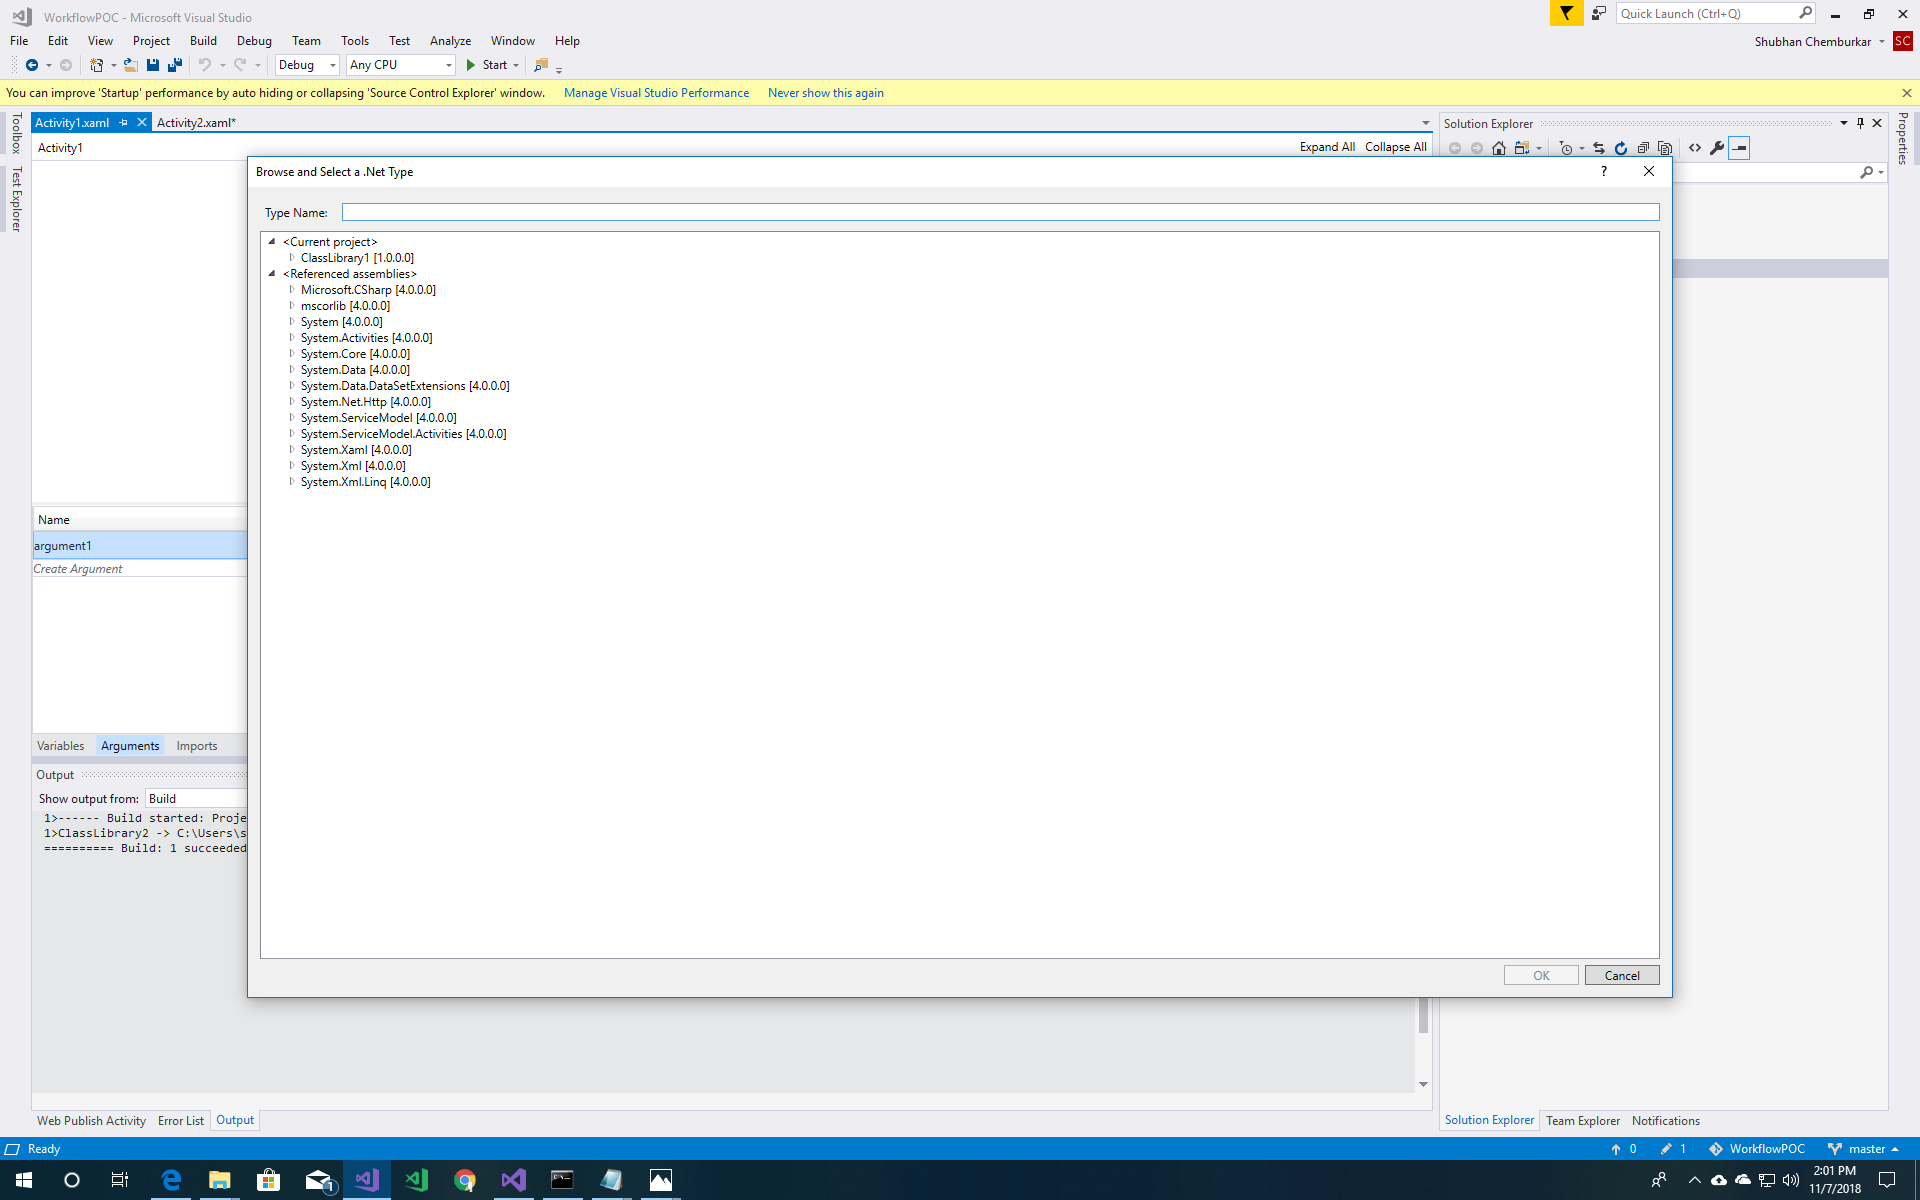 WorkflowPOC - Microsoft Visual Studio
Quick Launch (Ctrl+Q)
File Edit View Project Build Debug Team Tools Test Analyze Window Help
Shubhan Chemburkar SC
Debug Any CPU Start
You can improve 'Startup' performance by auto hiding or collapsing 'Source Control Explorer' window. Manage Visual Studio Performance Never show this again
Toolbox
Test Explorer
Activity1.xaml Activity2.xaml*
Solution Explorer
Properties
Activity1
Expand All Collapse All
Browse and Select a .Net Type
?
Type Name:
<Current project>
ClassLibrary1 [1.0.0.0]
<Referenced assemblies>
Microsoft.CSharp [4.0.0.0]
mscorlib [4.0.0.0]
System [4.0.0.0]
System.Activities [4.0.0.0]
System.Core [4.0.0.0]
System.Data [4.0.0.0]
System.Data.DataSetExtensions [4.0.0.0]
System.Net.Http [4.0.0.0]
System.ServiceModel [4.0.0.0]
System.ServiceModel.Activities [4.0.0.0]
System.Xaml [4.0.0.0]
System.Xml [4.0.0.0]
System.Xml.Linq [4.0.0.0]
OK Cancel
Name
argument1
Create Argument
Variables Arguments Imports
Output
Show output from: Build
1>------ Build started: Proje
1>ClassLibrary2 -> C:\Users\s
========== Build: 1 succeeded
Web Publish Activity Error List Output
Solution Explorer Team Explorer Notifications
Ready
0 1 WorkflowPOC master
1
2:01 PM
11/7/2018